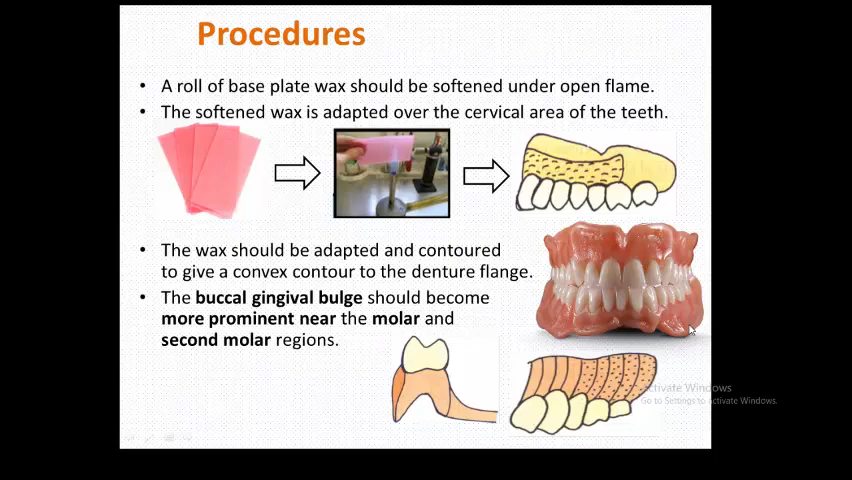 Procedures
• A roll of base plate wax should be softened under open flame.
• The softened wax is adapted over the cervical area of the teeth.
• The wax should be adapted and contoured
to give a convex contour to the denture flange.
• The buccal gingival bulge should become
more prominent near the molar and
second molar regions.
Activate Windows
Go to Settings to activate Windows.